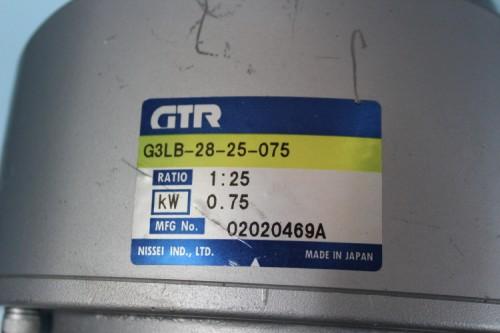 GTR
G3LB-28-25-075
RATIO 1:25
kW 0.75
MFG No. 02020469A
NISSEI IND., LTD. MADE IN JAPAN